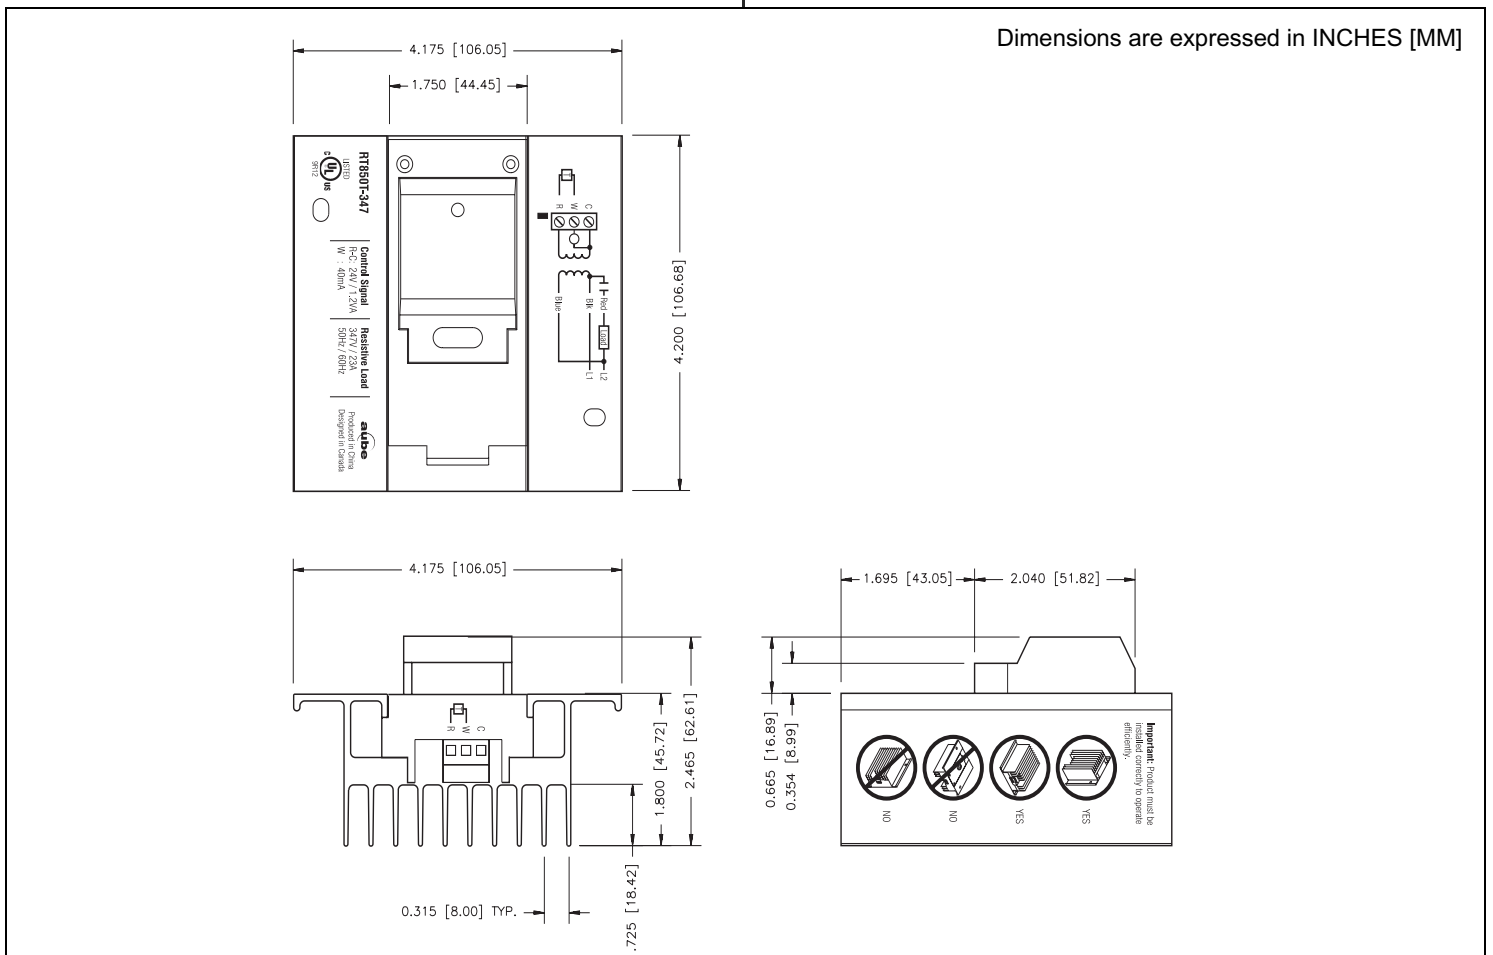 Dimensions are expressed in INCHES [MM]
4.175 [106.05]
1.750 [44.45]
4.200 [106.68]
RT850T-347
LISTED
C UL US
9R12
Control Signal
R-C: 24V / 1.2VA
W : 40mA
Resistive Load
347V / 23A
50Hz / 60Hz
aube
Produced in China
Designed in Canada
T
R W C
Blue
Blk
Red
Load
L1
L2
4.175 [106.05]
T
R W C
1.800 [45.72]
2.465 [62.61]
0.315 [8.00] TYP.
.725 [18.42]
1.695 [43.05]
2.040 [51.82]
0.665 [16.89]
0.354 [8.99]
NO
NO
YES
YES
Important: Product must be
installed correctly to operate
efficiently.